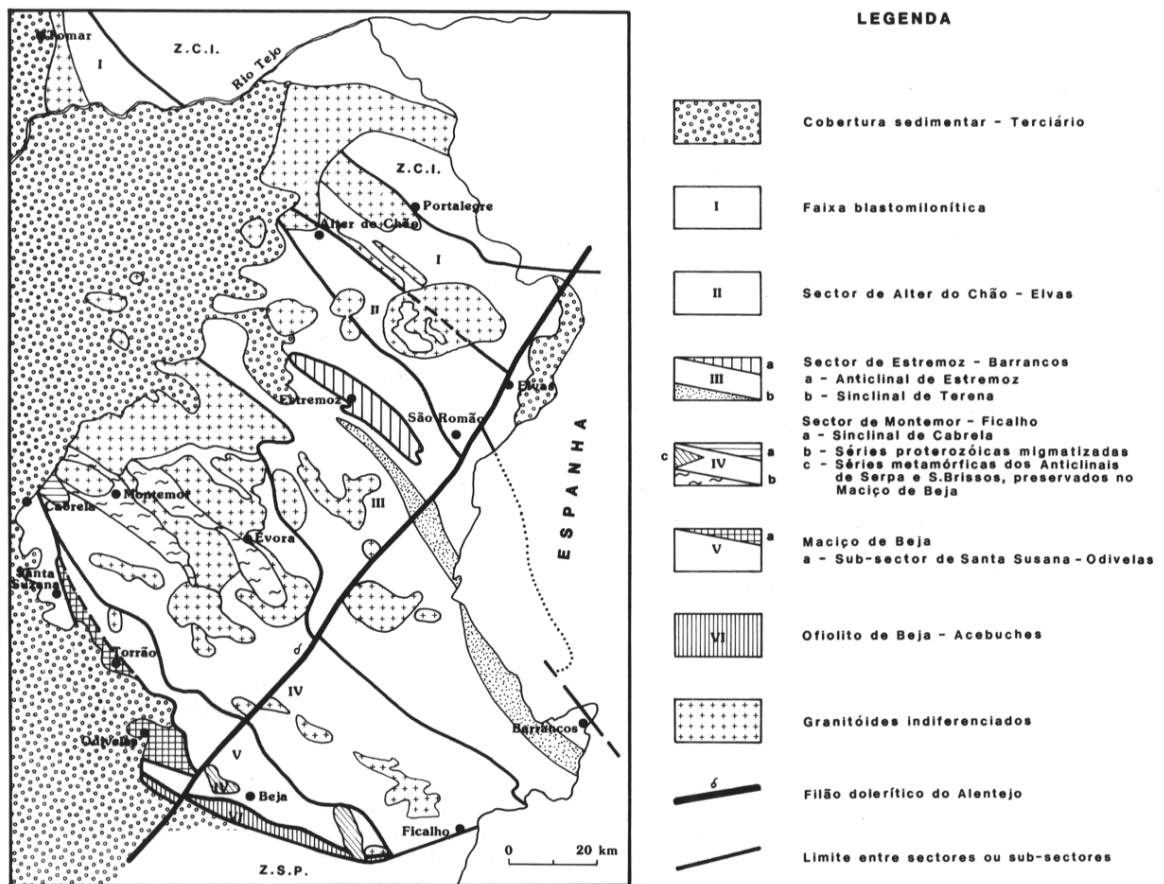 Tomar
I
Z.C.I.
Rio Tejo
Z.C.I.
Portalegre
Alter do Chão
I
II
Elvas
Estremoz
São Romão
ESPANHA
Montemor
Cabrela
III
Évora
Santa
Suzana
Torrão
IV
Odivelas
V
Barrancos
IV
Beja
VI
Ficalho
0 20 km
Z.S.P.
LEGENDA
Cobertura sedimentar - Terciário
I
Faixa blastomilonítica
II
Sector de Alter do Chão - Elvas
III
a
b
Sector de Estremoz - Barrancos
a - Anticlinal de Estremoz
b - Sinclinal de Terena
c
IV
a
b
Sector de Montemor - Ficalho
a - Sinclinal de Cabrela
b - Séries proterozóicas migmatizadas
c - Séries metamórficas dos Anticlinais
de Serpa e S.Brissos, preservados no
Maciço de Beja
V
a
Maciço de Beja
a - Sub-sector de Santa Susana - Odivelas
VI
Ofiolito de Beja - Acebuches
Granitóides indiferenciados
Filão dolerítico do Alentejo
Limite entre sectores ou sub-sectores